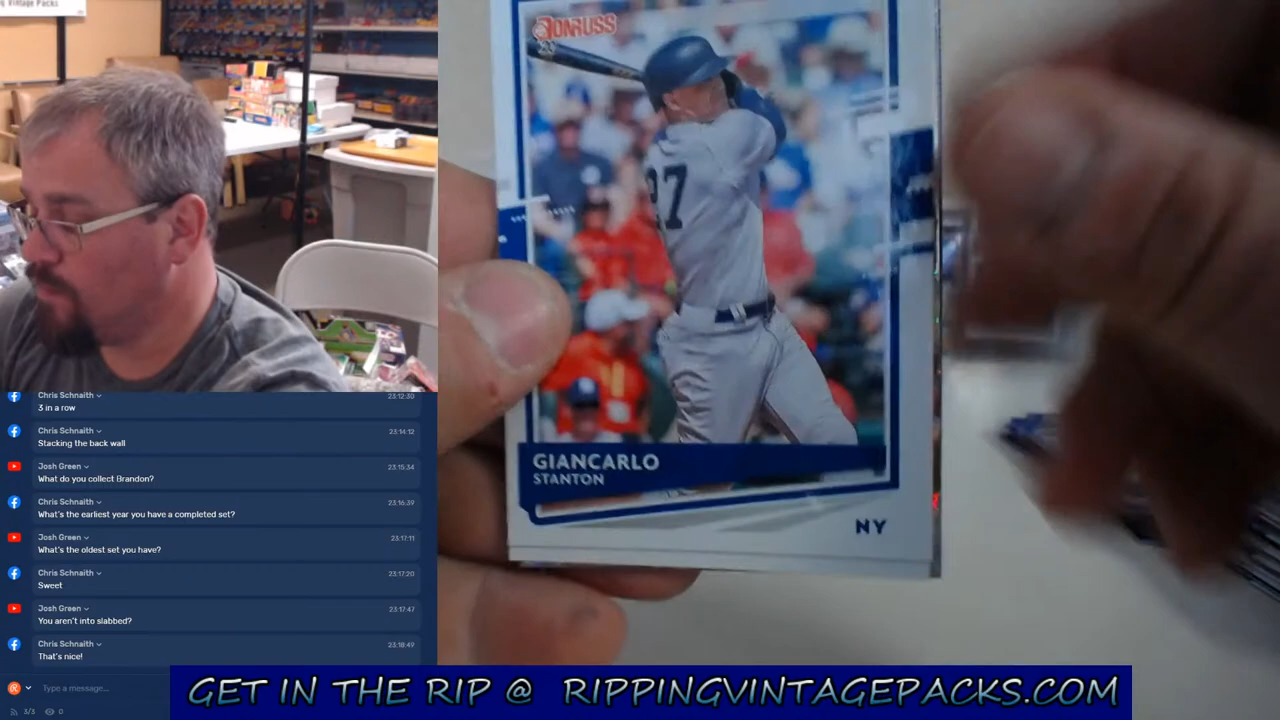 g Vintage Packs
DONRUSS
20
27
GIANCARLO
STANTON
NY
Chris Schnaith 23:12:30
3 in a row
Chris Schnaith 23:14:12
Stacking the back wall
Josh Green 23:15:34
What do you collect Brandon?
Chris Schnaith 23:16:39
What's the earliest year you have a completed set?
Josh Green 23:17:11
What's the oldest set you have?
Chris Schnaith 23:17:20
Sweet
Josh Green 23:17:47
You aren't into slabbed?
Chris Schnaith 23:18:49
That's nice!
Type a message...
3/3 0
GET IN THE RIP @ RIPPINGVINTAGEPACKS.COM